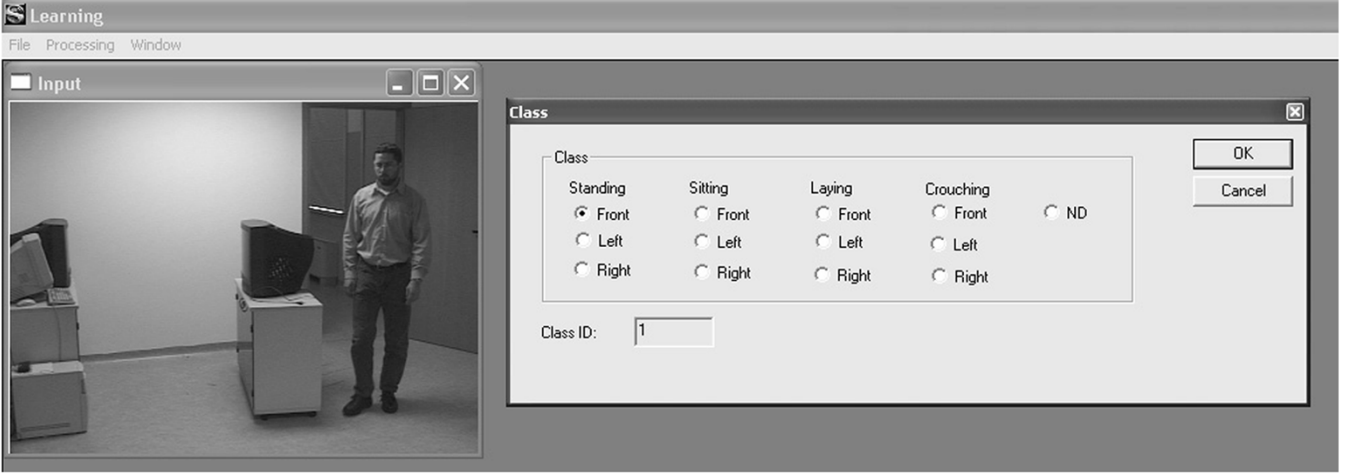 Learning
File Processing Window
Input
Class
Class
Standing Sitting Laying Crouching
Front Front Front Front ND
Left Left Left Left
Right Right Right Right
Class ID: 1
OK
Cancel